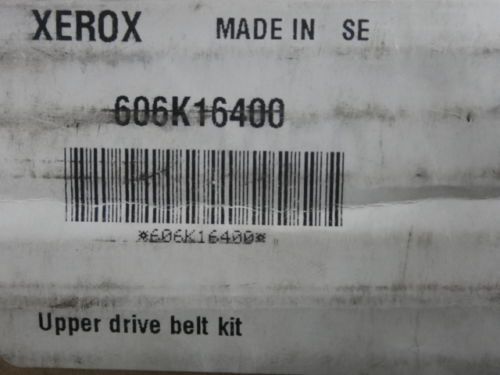 XEROX MADE IN SE
606K16400
*606K16400*
Upper drive belt kit